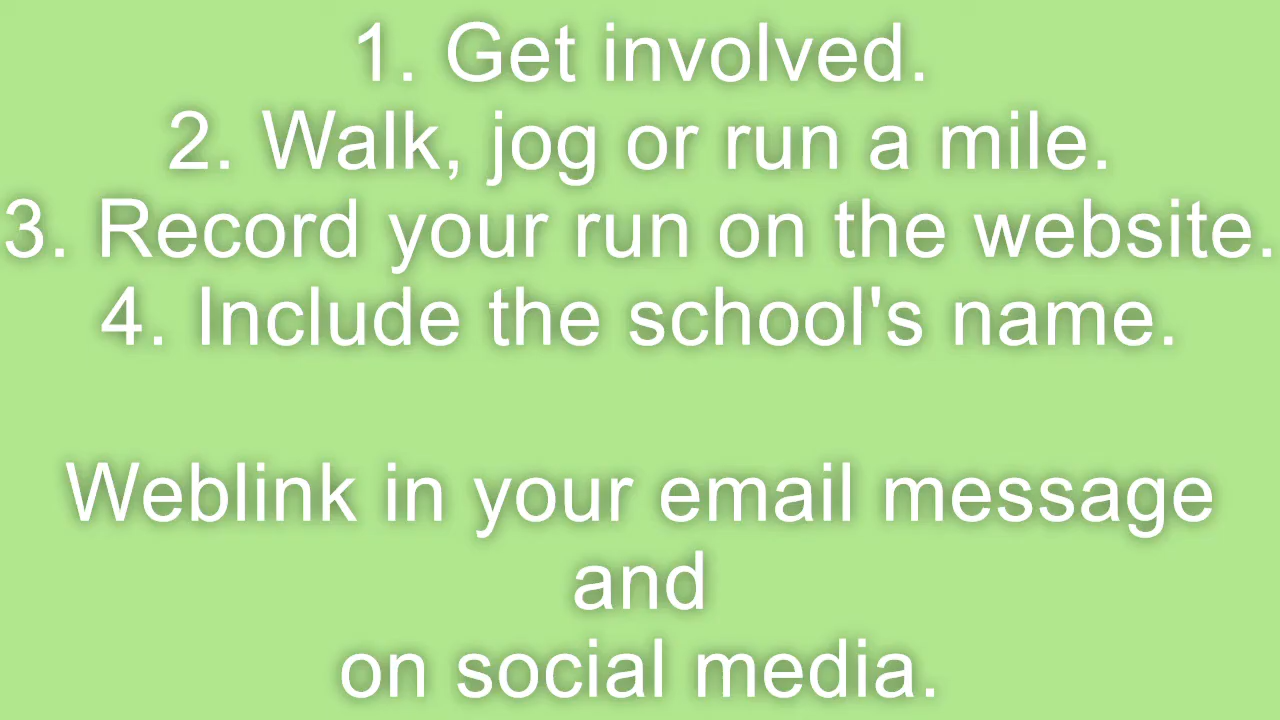 1. Get involved.
2. Walk, jog or run a mile.
3. Record your run on the website.
4. Include the school's name.
Weblink in your email message
and
on social media.